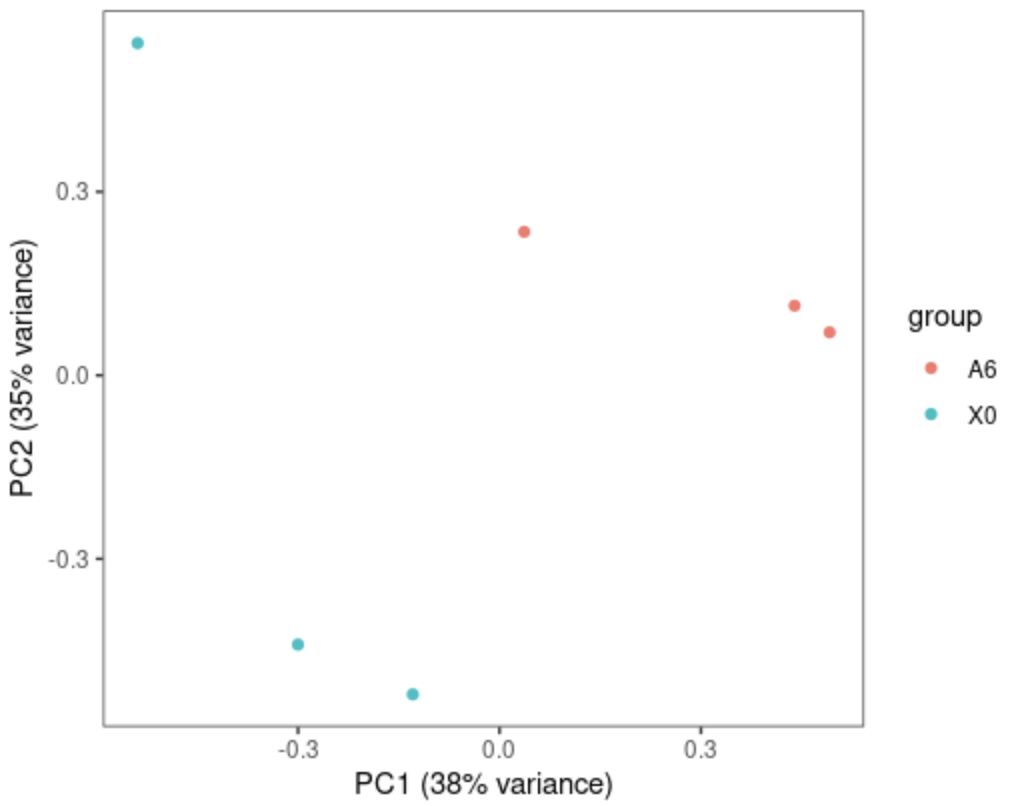 PC2 (35% variance)
0.3
0.0
-0.3
-0.3
0.0
0.3
PC1 (38% variance)
group
A6
X0